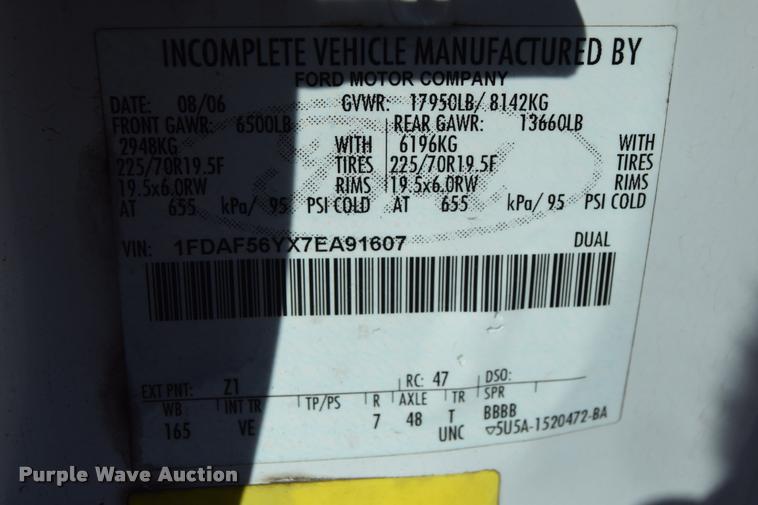 INCOMPLETE VEHICLE MANUFACTURED BY
FORD MOTOR COMPANY
DATE: 08/06 GVWR: 17950LB/ 8142KG
FRONT GAWR: 6500LB REAR GAWR: 13660LB
2948KG WITH 6196KG WITH
225/70R19.5F TIRES 225/70R19.5F TIRES
19.5x6.0RW RIMS 19.5x6.0RW RIMS
AT 655 kPa/ 95 PSI COLD AT 655 kPa/ 95 PSI COLD
VIN: 1FDAF56YX7EA91607 DUAL
EXT PNT: Z1 RC: 47 DSO:
WB INT TR TP/PS R AXLE TR SPR
165 VE 7 48 T BBBB
UNC ▽5U5A-1520472-BA
Purple Wave Auction